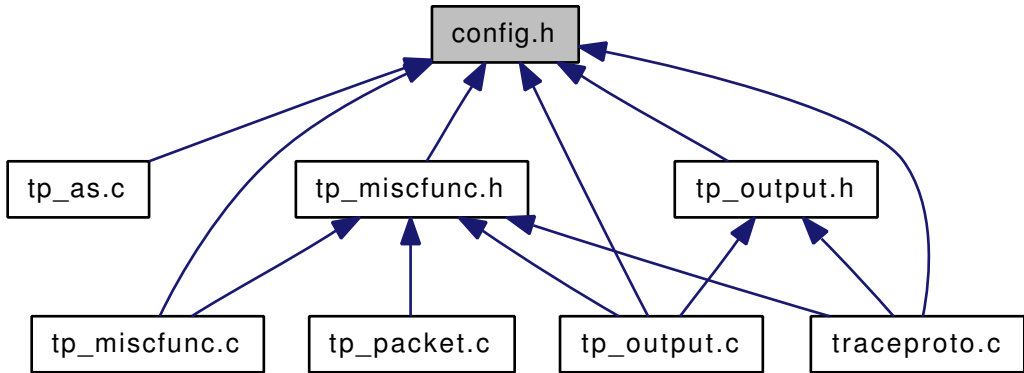 config.h
tp_as.c
tp_miscfunc.h
tp_output.h
tp_miscfunc.c
tp_packet.c
tp_output.c
traceproto.c